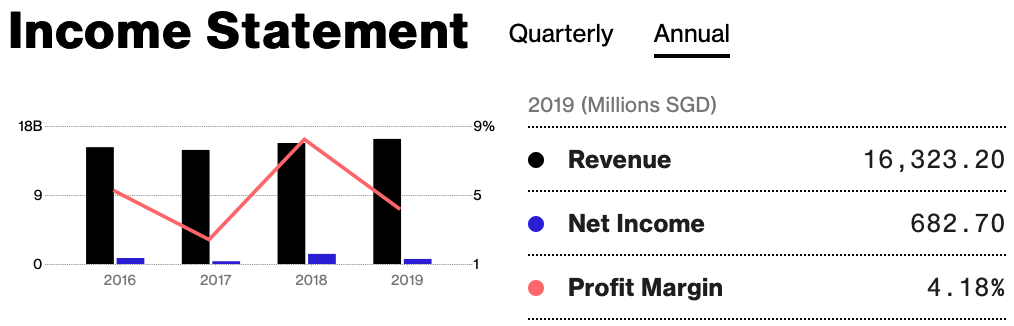 Income Statement
Quarterly
Annual
18B
9
0
9%
5
1
2016
2017
2018
2019
2019 (Millions SGD)
Revenue 16,323.20
Net Income 682.70
Profit Margin 4.18%